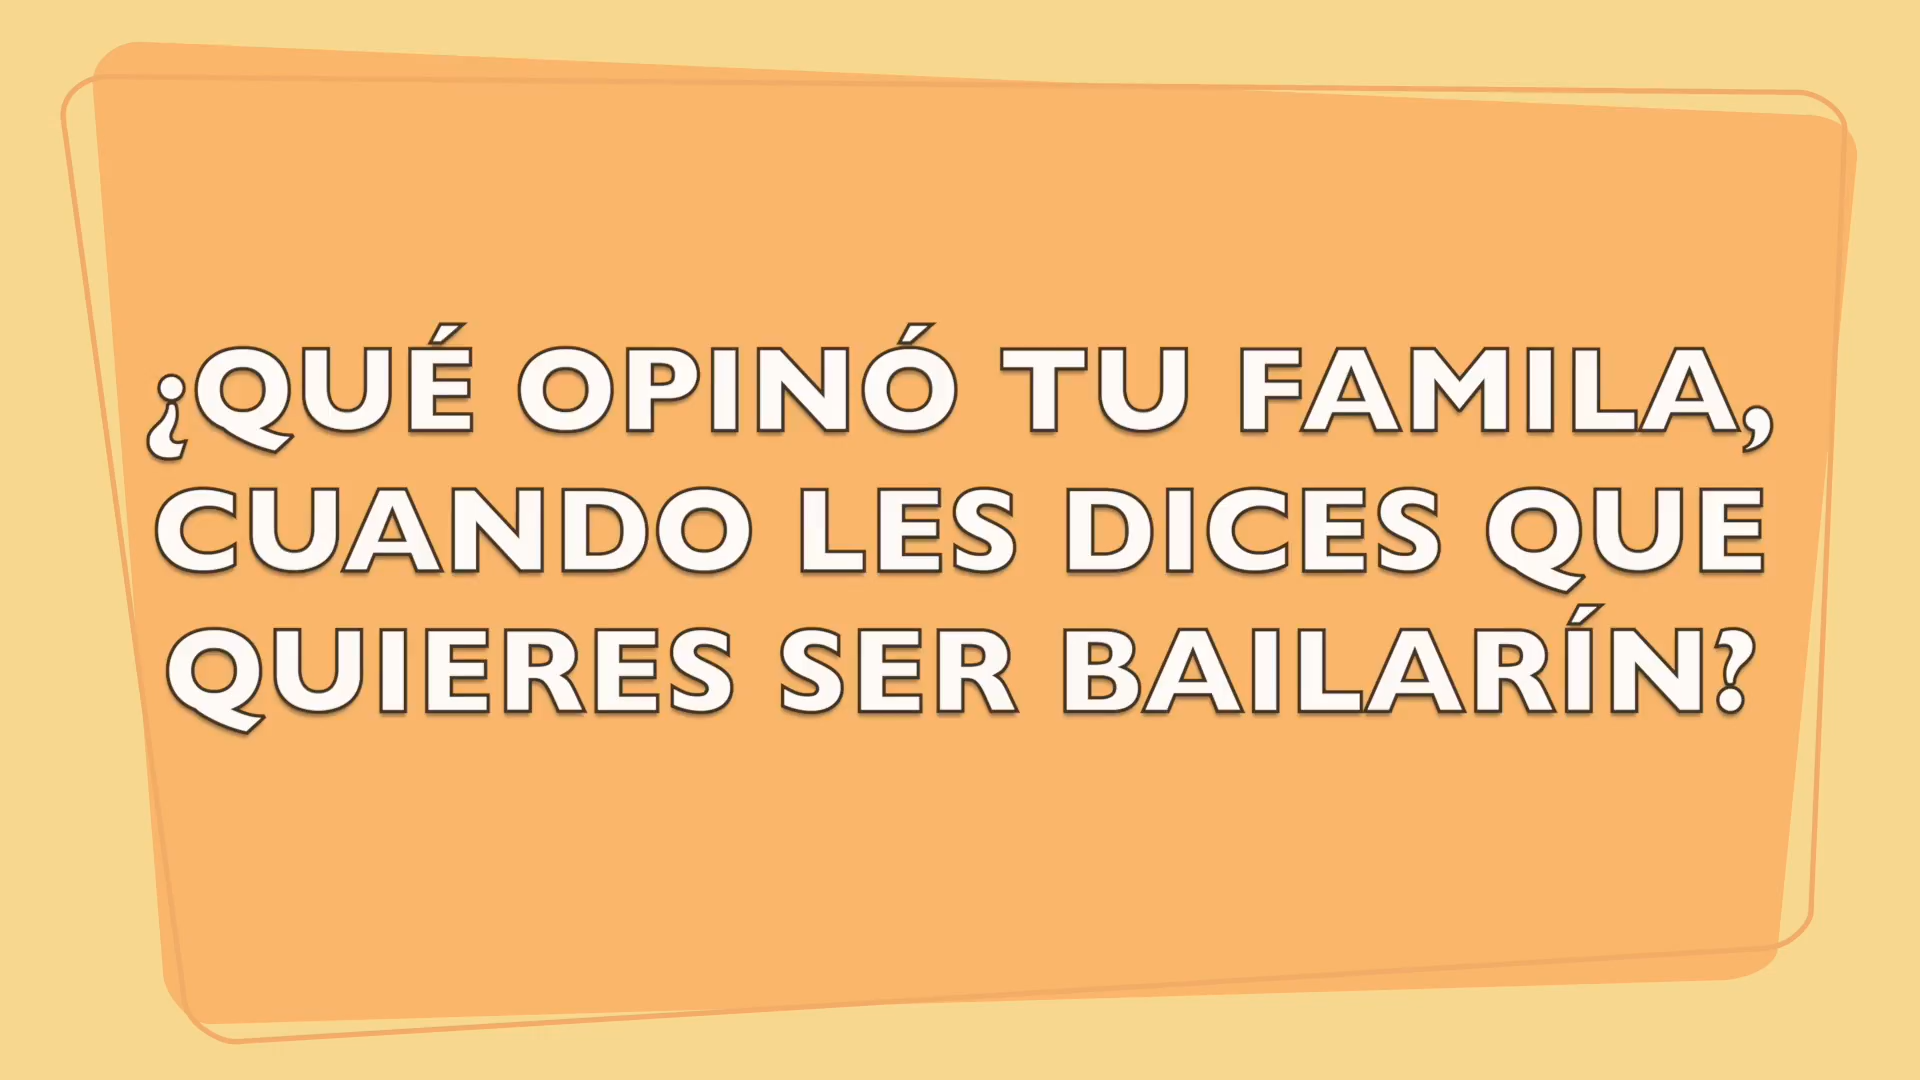 ¿QUÉ OPINÓ TU FAMILA,
CUANDO LES DICES QUE
QUIERES SER BAILARÍN?